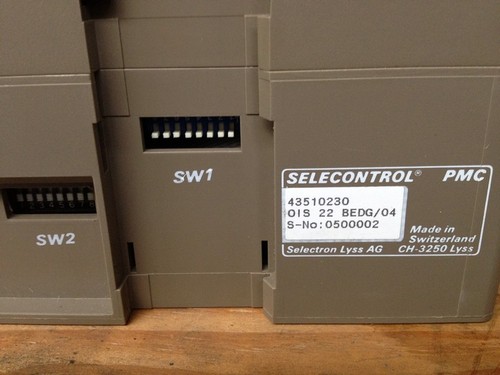 SW1
SW2
SELECONTROL® PMC
43510230
OIS 22 BEDG/04
S-No:0500002
Made in
Switzerland
Selectron Lyss AG CH-3250 Lyss